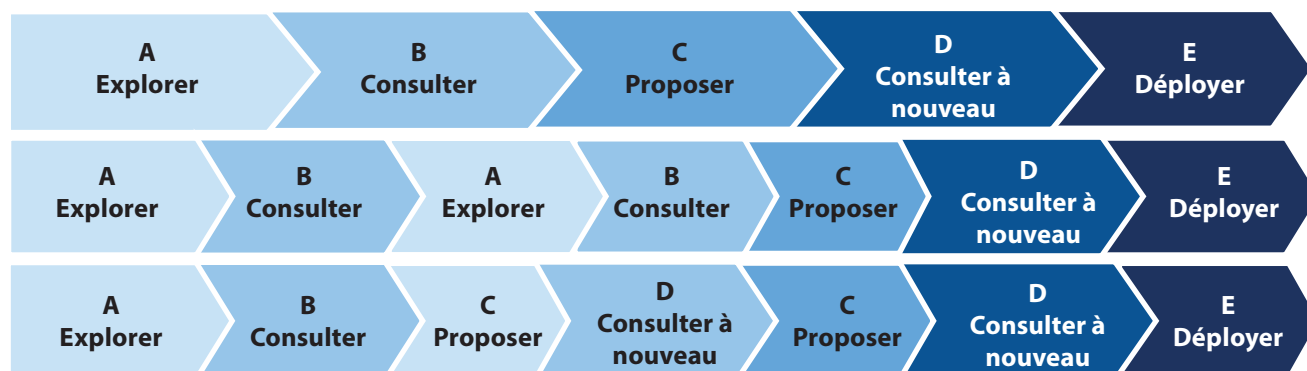 A
Explorer
B
Consulter
C
Proposer
D
Consulter à
nouveau
E
Déployer
A
Explorer
B
Consulter
A
Explorer
B
Consulter
C
Proposer
D
Consulter à
nouveau
E
Déployer
A
Explorer
B
Consulter
C
Proposer
D
Consulter à
nouveau
C
Proposer
D
Consulter à
nouveau
E
Déployer